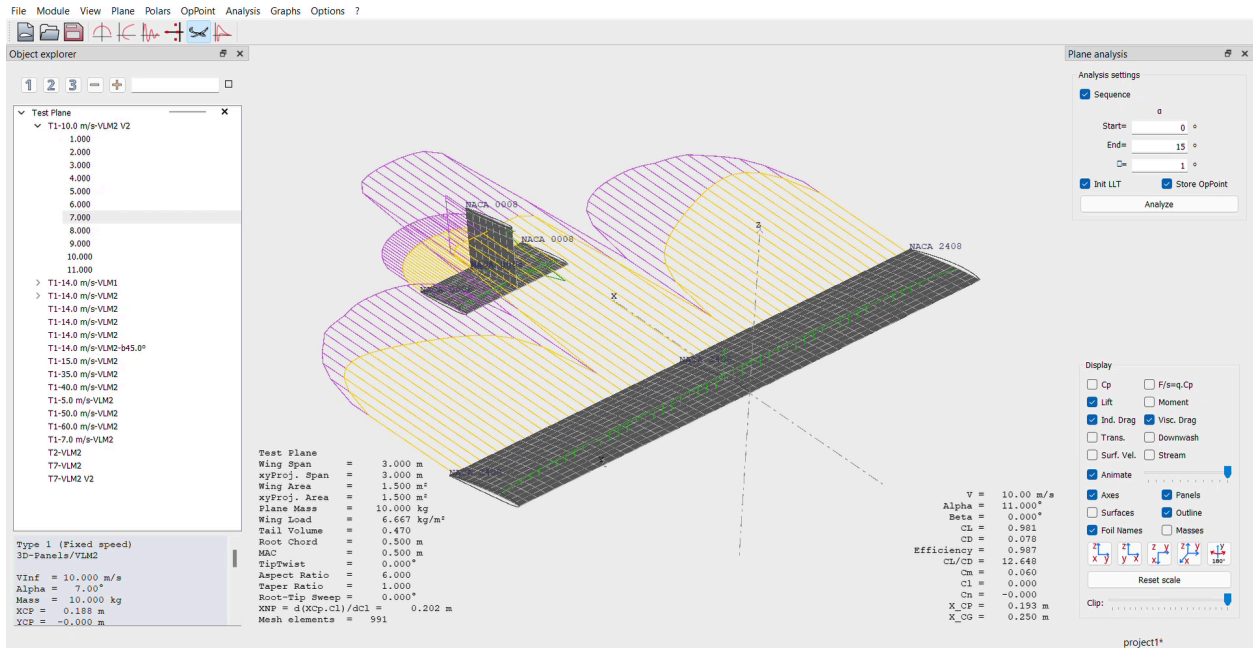 File Module View Plane Polars OpPoint Analysis Graphs Options ?
Object explorer
1 2 3
Test Plane
T1-10.0 m/s-VLM2 V2
1.000
2.000
3.000
4.000
5.000
6.000
7.000
8.000
9.000
10.000
11.000
T1-14.0 m/s-VLM1
T1-14.0 m/s-VLM2
T1-14.0 m/s-VLM2
T1-14.0 m/s-VLM2
T1-14.0 m/s-VLM2
T1-14.0 m/s-VLM2-b45.0º
T1-15.0 m/s-VLM2
T1-35.0 m/s-VLM2
T1-40.0 m/s-VLM2
T1-5.0 m/s-VLM2
T1-50.0 m/s-VLM2
T1-60.0 m/s-VLM2
T1-7.0 m/s-VLM2
T2-VLM2
T7-VLM2
T7-VLM2 V2
Type 1 (Fixed speed)
3D-Panels/VLM2
VInf = 10.000 m/s
Alpha = 7.00°
Mass = 10.000 kg
XCP = 0.188 m
YCP = -0.000 m
NACA 0008
NACA 0008
NACA 2408
Z
X
Test Plane
Wing Span = 3.000 m
xyProj. Span = 3.000 m
Wing Area = 1.500 m²
xyProj. Area = 1.500 m²
Plane Mass = 10.000 kg
Wing Load = 6.667 kg/m²
Tail Volume = 0.470
Root Chord = 0.500 m
MAC = 0.500 m
TipTwist = 0.000°
Aspect Ratio = 6.000
Taper Ratio = 1.000
Root-Tip Sweep = 0.000°
XNP = d(XCp.Cl)/dCl = 0.202 m
Mesh elements = 991
V = 10.00 m/s
Alpha = 11.000°
Beta = 0.000°
CL = 0.981
CD = 0.078
Efficiency = 0.987
CL/CD = 12.648
Cm = 0.060
Cl = 0.000
Cn = -0.000
X_CP = 0.193 m
X_CG = 0.250 m
Plane analysis
Analysis settings
Sequence
α
Start= 0 °
End= 15 °
= 1 °
Init LLT Store OpPoint
Analyze
Display
Cp F/s=q.Cp
Lift Moment
Ind. Drag Visc. Drag
Trans. Downwash
Surf. Vel. Stream
Animate
Axes Panels
Surfaces Outline
Foil Names Masses
Reset scale
Clip:
project1*